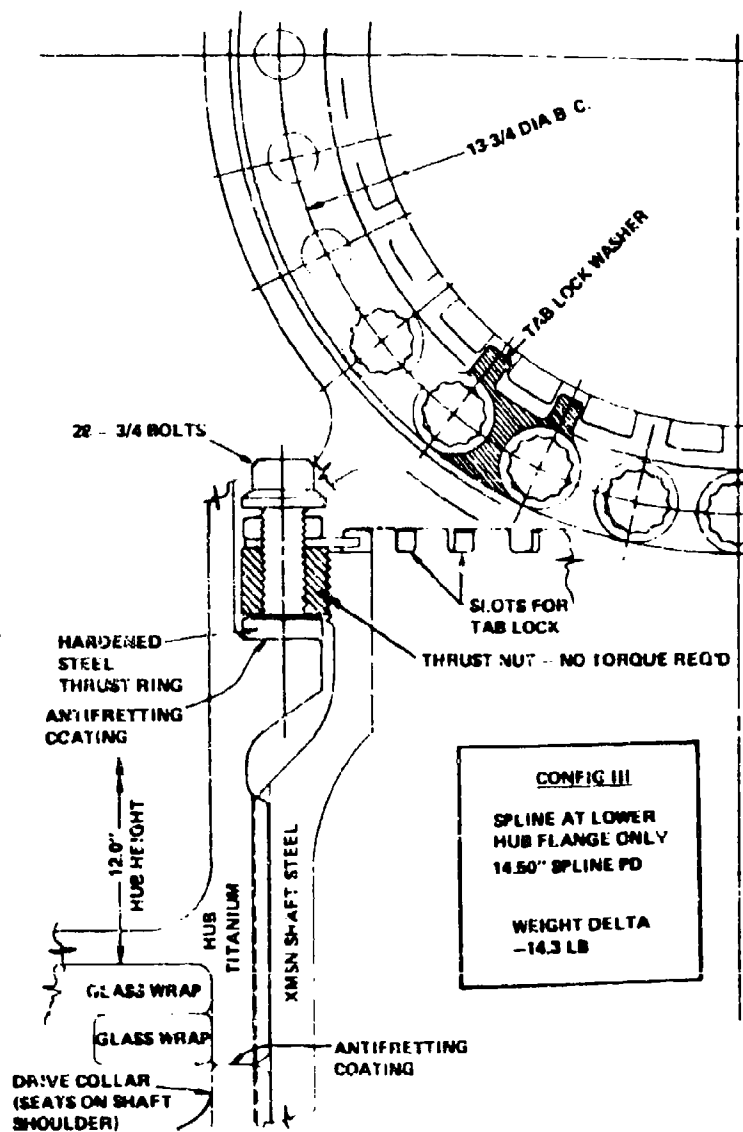 13-3/4 DIA B.C.
TAB LOCK WASHER
28 - 3/4 BOLTS
SLOTS FOR
TAB LOCK
HARDENED
STEEL
THRUST RING
THRUST NUT - NO TORQUE REQ'D
ANTIFRETTING
COATING
12.0"
HUB HEIGHT
HUB
TITANIUM
XMSN SHAFT STEEL
CONFIG III
SPLINE AT LOWER
HUB FLANGE ONLY
14.50" SPLINE PD
WEIGHT DELTA
-14.3 LB
GLASS WRAP
GLASS WRAP
ANTIFRETTING
COATING
DRIVE COLLAR
(SEATS ON SHAFT
SHOULDER)